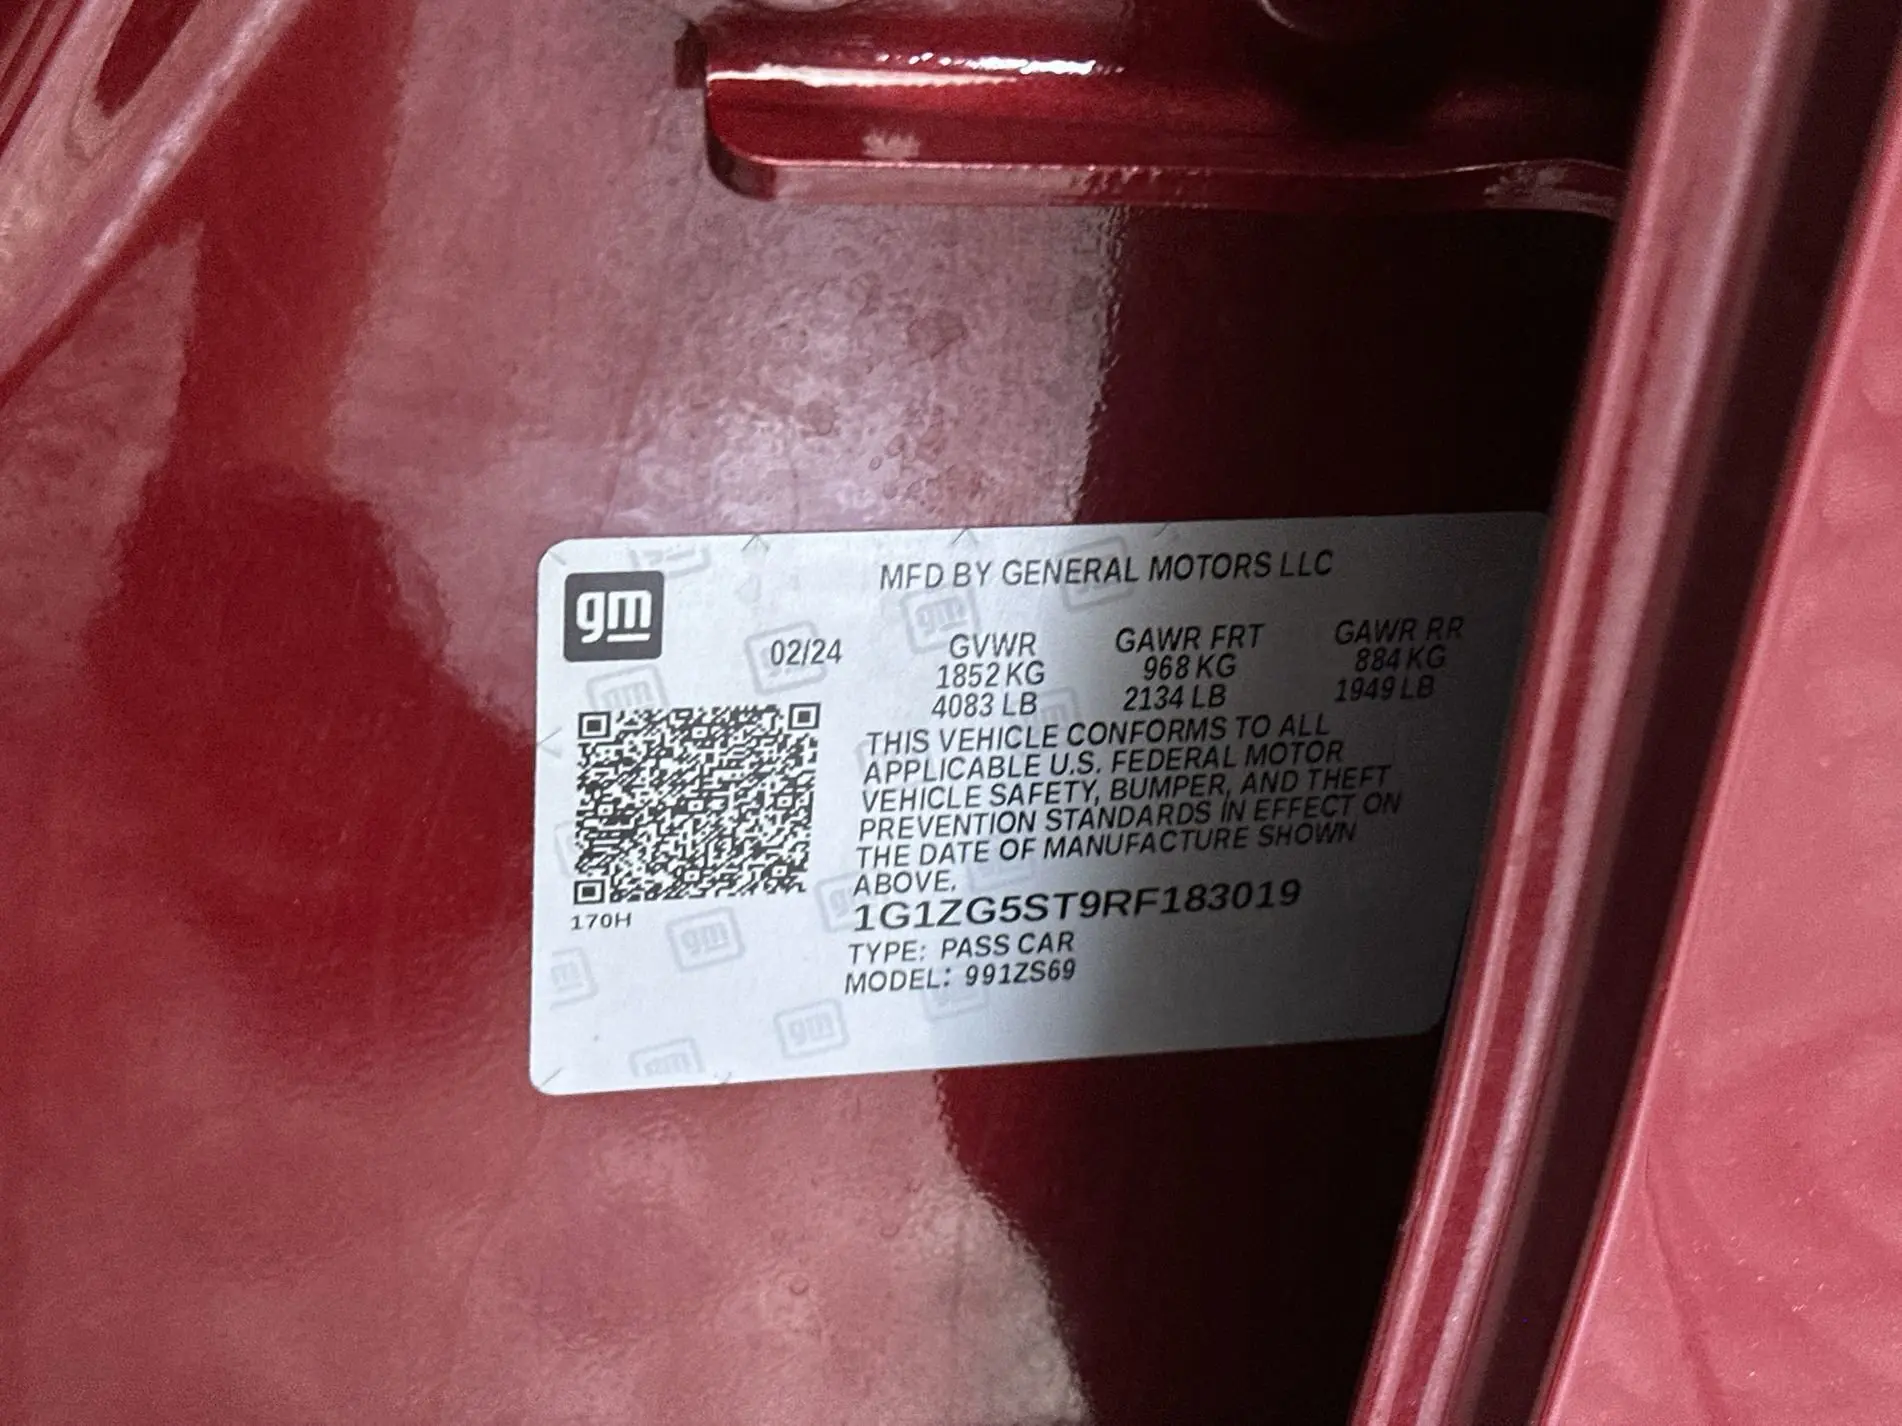 gm
MFD BY GENERAL MOTORS LLC
02/24
GVWR GAWR FRT GAWR RR
1852 KG 968 KG 884 KG
4083 LB 2134 LB 1949 LB
THIS VEHICLE CONFORMS TO ALL
APPLICABLE U.S. FEDERAL MOTOR
VEHICLE SAFETY, BUMPER, AND THEFT
PREVENTION STANDARDS IN EFFECT ON
THE DATE OF MANUFACTURE SHOWN
ABOVE.
170H
1G1ZG5ST9RF183019
TYPE: PASS CAR
MODEL: 991ZS69